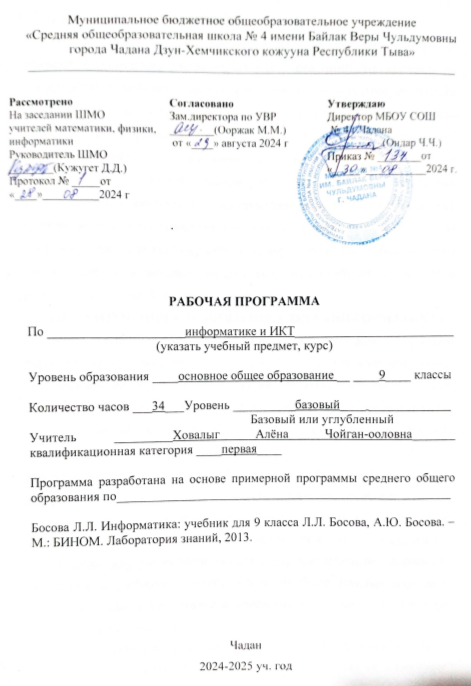 Муниципальное бюджетное общеобразовательное учреждение
«Средняя общеобразовательная школа № 4 имени Байлак Веры Чульдумовны
города Чадана Дзун-Хемчикского кожууна Республики Тыва»
Рассмотрено
На заседании ШМО
учителей математики, физики,
информатики
Руководитель ШМО
(Кужугет Д.Д.)
Протокол № 1 от
« 28 » 08 2024 г
Согласовано
Зам.директора по УВР
(Ооржак М.М.)
от « 29 » августа 2024 г
Утверждаю
Директор МБОУ СОШ
№ 4 г. Чадана
(Ондар Ч.Ч.)
Приказ № 134 от
« 30 » 08 2024 г.
ИМ. БАЙЛАК ВЕРЫ
ЧУЛЬДУМОВНЫ
Г. ЧАДАНА
РАБОЧАЯ ПРОГРАММА
По информатике и ИКТ
(указать учебный предмет, курс)
Уровень образования основное общее образование 9 классы
Количество часов 34 Уровень базовый
Базовый или углубленный
Учитель Ховалыг Алёна Чойган-ооловна
квалификационная категория первая
Программа разработана на основе примерной программы среднего общего
образования по
Босова Л.Л. Информатика: учебник для 9 класса Л.Л. Босова, А.Ю. Босова. –
М.: БИНОМ. Лаборатория знаний, 2013.
Чадан
2024-2025 уч. год